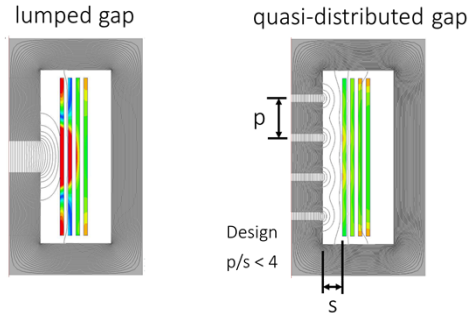 lumped gap
quasi-distributed gap
p
Design
p/s < 4
s